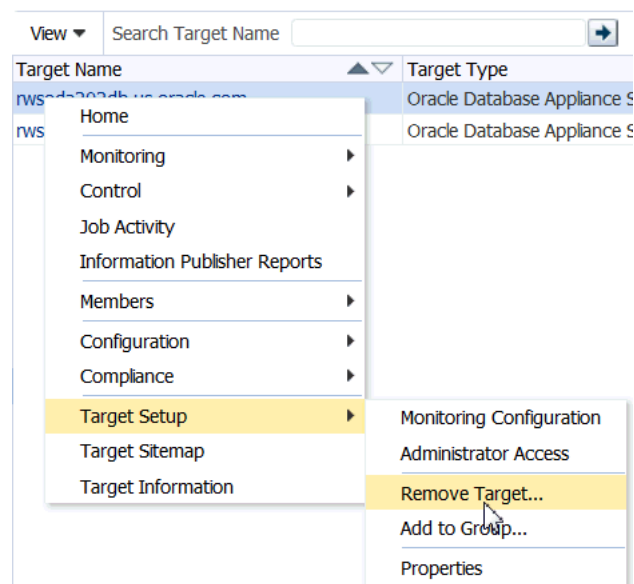 View Search Target Name
Target Name Target Type
Oracle Database Appliance S
rws Oracle Database Appliance S
Home
Monitoring
Control
Job Activity
Information Publisher Reports
Members
Configuration
Compliance
Target Setup
Target Sitemap
Target Information
Monitoring Configuration
Administrator Access
Remove Target...
Add to Group...
Properties